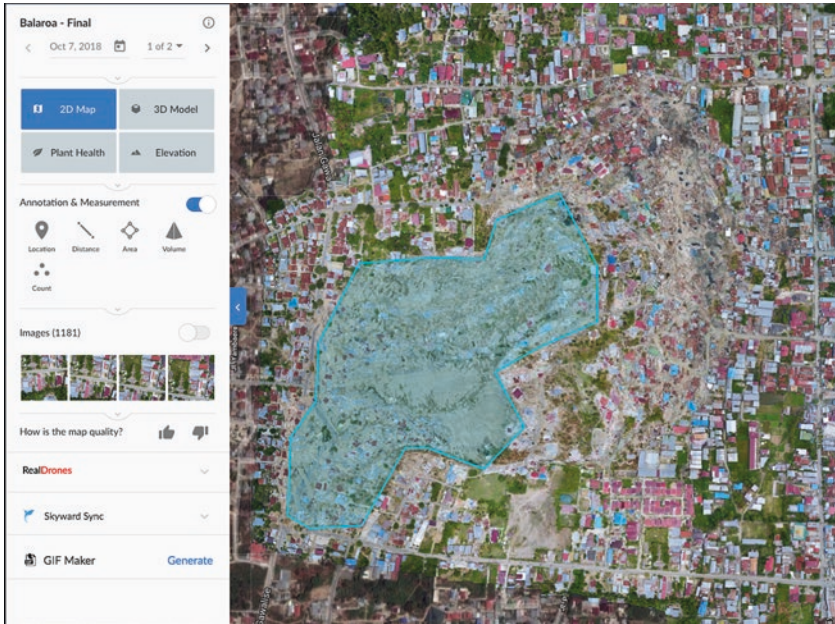 Balaroa - Final
Oct 7, 2018
1 of 2
2D Map
3D Model
Plant Health
Elevation
Annotation & Measurement
Location
Distance
Area
Volume
Count
Images (1181)
How is the map quality?
RealDrones
Skyward Sync
GIF Maker
Generate